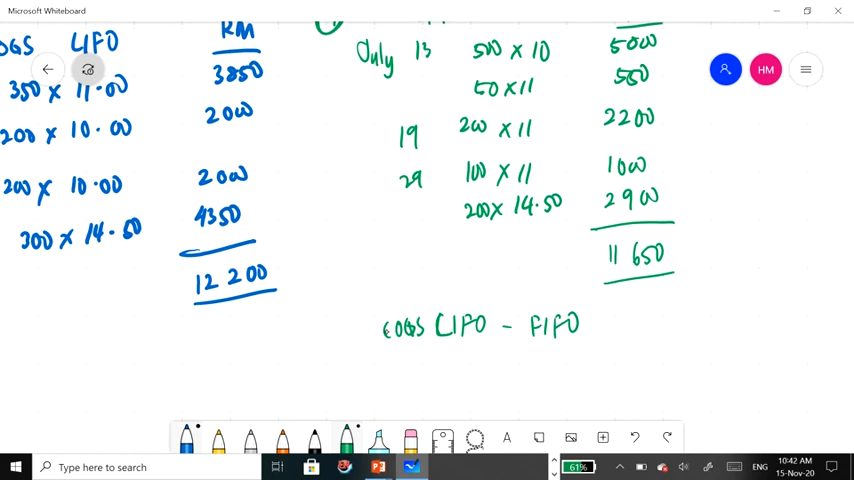 Microsoft Whiteboard
OGS LIFO
RM
350 x 11.00
3850
200 x 10.00
2000
200 x 10.00
2000
300 x 14.50
4350
12 200
July 13 500 x 10 5000
50 x 11 550
19 200 x 11 2200
29 100 x 11 1000
200 x 14.50 2900
11 650
COGS LIFO - FIFO
HM
A
Type here to search
61%
ENG
10:42 AM
15-Nov-20